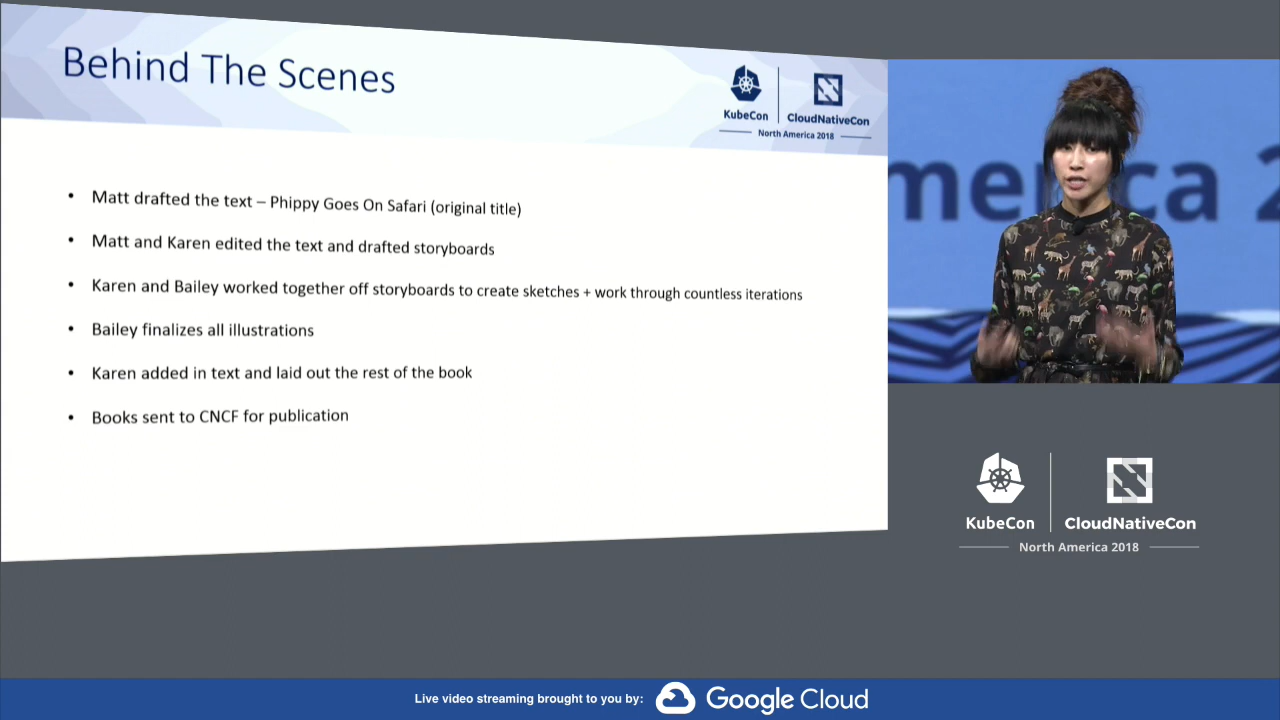 Behind The Scenes
KubeCon
CloudNativeCon
North America 2018
• Matt drafted the text – Phippy Goes On Safari (original title)
• Matt and Karen edited the text and drafted storyboards
• Karen and Bailey worked together off storyboards to create sketches + work through countless iterations
• Bailey finalizes all illustrations
• Karen added in text and laid out the rest of the book
• Books sent to CNCF for publication
merica 2
KubeCon
CloudNativeCon
North America 2018
Live video streaming brought to you by:
Google Cloud